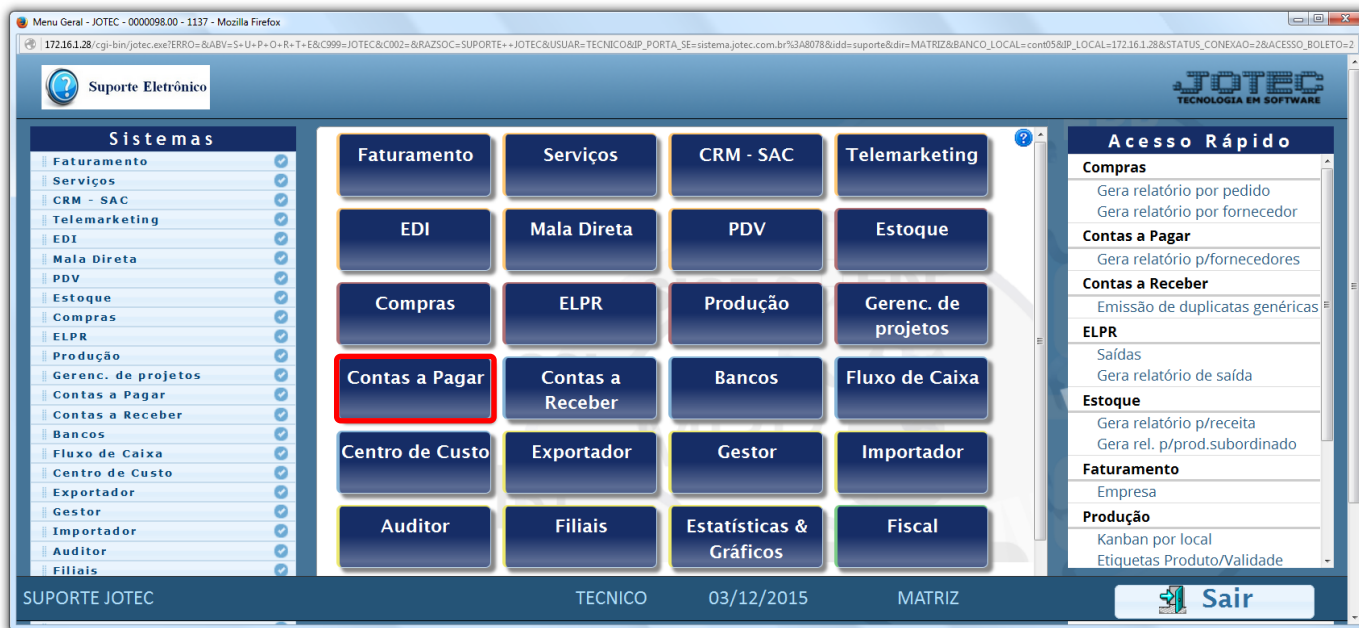 Menu Geral - JOTEC - 0000098.00 - 1137 - Mozilla Firefox
172.16.1.28/cgi-bin/jotec.exe?ERRO= &ABV=S+U+P+O+R+T+E&C999=JOTEC&C002= &RAZSOC=SUPORTE++JOTEC&USUAR=TECNICO&IP_PORTA_SE=sistema.jotec.com.br%3A8078&idd=suporte&dir=MATRIZ&BANCO_LOCAL=cont05&IP_LOCAL=172.16.1.28&STATUS_CONEXAO=2&ACESSO_BOLETO=2
Suporte Eletrônico
JOTEC
TECNOLOGIA EM SOFTWARE
Sistemas
Faturamento
Serviços
CRM - SAC
Telemarketing
EDI
Mala Direta
PDV
Estoque
Compras
ELPR
Produção
Gerenc. de projetos
Contas a Pagar
Contas a Receber
Bancos
Fluxo de Caixa
Centro de Custo
Exportador
Gestor
Importador
Auditor
Filiais
Faturamento
Serviços
CRM - SAC
Telemarketing
EDI
Mala Direta
PDV
Estoque
Compras
ELPR
Produção
Gerenc. de
projetos
Contas a Pagar
Contas a
Receber
Bancos
Fluxo de Caixa
Centro de Custo
Exportador
Gestor
Importador
Auditor
Filiais
Estatísticas &
Gráficos
Fiscal
Acesso Rápido
Compras
Gera relatório por pedido
Gera relatório por fornecedor
Contas a Pagar
Gera relatório p/fornecedores
Contas a Receber
Emissão de duplicatas genéricas
ELPR
Saídas
Gera relatório de saída
Estoque
Gera relatório p/receita
Gera rel. p/prod.subordinado
Faturamento
Empresa
Produção
Kanban por local
Etiquetas Produto/Validade
SUPORTE JOTEC
TECNICO
03/12/2015
MATRIZ
Sair